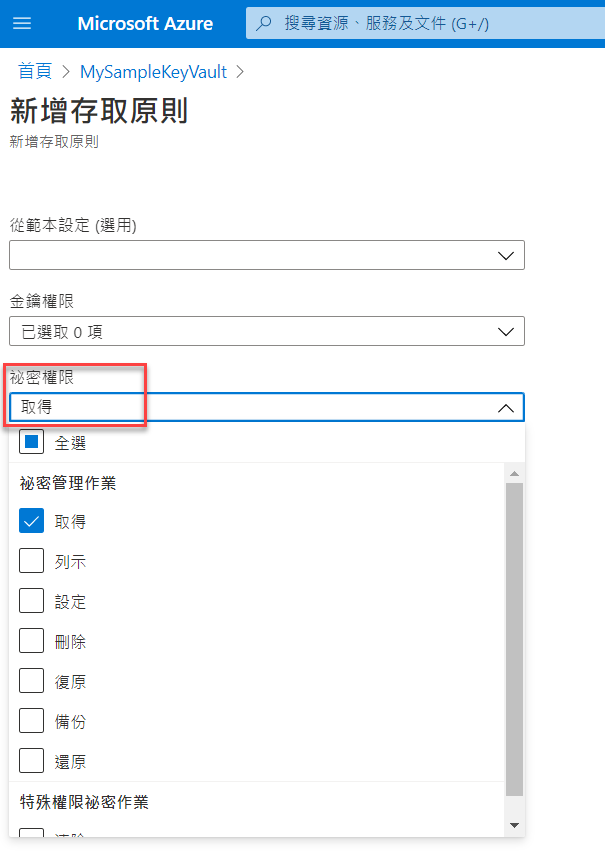 Microsoft Azure
搜尋資源、服務及文件 (G+/)
首頁 > MySampleKeyVault >
新增存取原則
新增存取原則
從範本設定 (選用)
金鑰權限
已選取 0 項
祕密權限
取得
全選
祕密管理作業
取得
列示
設定
刪除
復原
備份
還原
特殊權限祕密作業